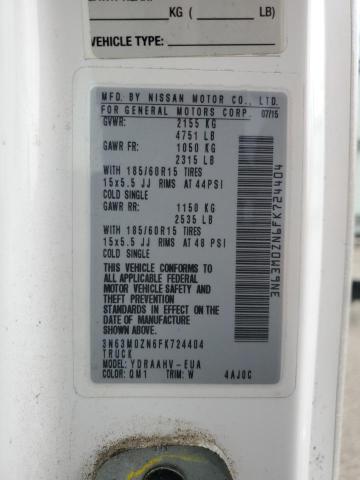 KG ( LB)
VEHICLE TYPE:
MFD. BY NISSAN MOTOR CO., LTD.
FOR GENERAL MOTORS CORP. 07/15
GVWR: 2155 KG
4751 LB
GAWR FR: 1050 KG
2315 LB
WITH 185/60R15 TIRES
15x5.5 JJ RIMS AT 44PSI
COLD SINGLE
GAWR RR: 1150 KG
2535 LB
WITH 185/60R15 TIRES
15x5.5 JJ RIMS AT 48 PSI
COLD SINGLE
THIS VEHICLE CONFORMS TO
ALL APPLICABLE FEDERAL
MOTOR VEHICLE SAFETY
AND THEFT PREVENTION
STANDARDS IN EFFECT ON
THE DATE OF MANUFACTURE
SHOWN ABOVE.
3N63M0ZN6FK724404
TRUCK
MODEL: YDRAAHV-EUA
COLOR: QM1 TRIM: W 4AJ0C
3N63M0ZN6FK724404